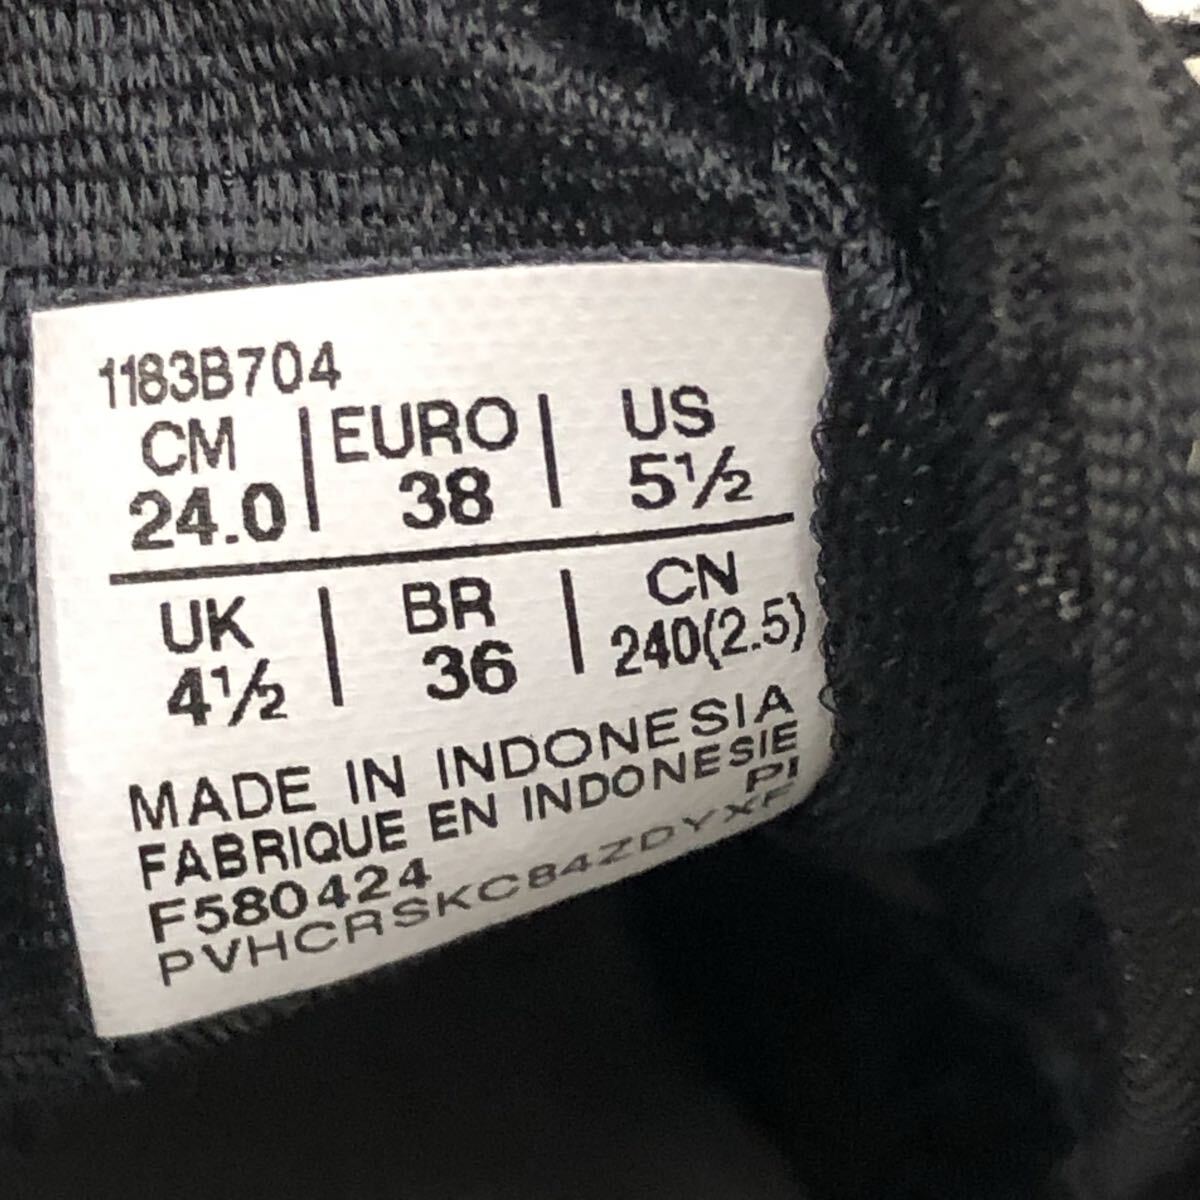 1183B704
CM | EURO | US
24.0 | 38 | 5½
UK | BR | CN
4½ | 36 | 240(2.5)
MADE IN INDONESIA
FABRIQUE EN INDONESIE
PI
F580424
PVHCRSKC84ZDYXF